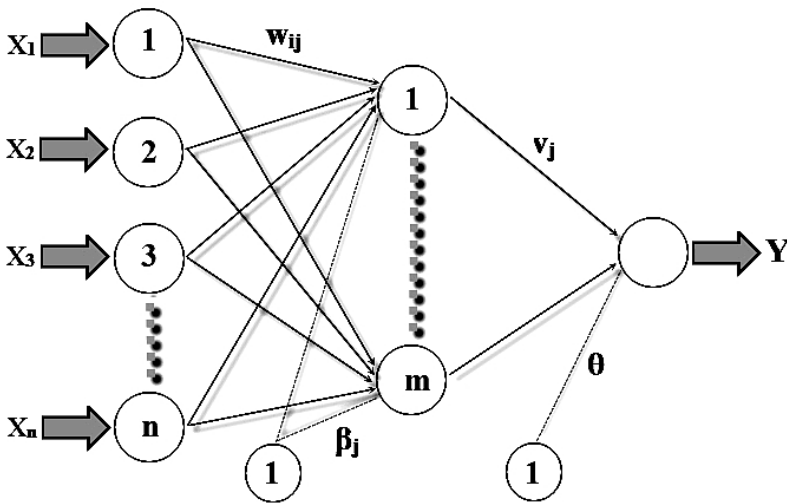 X₁
1
wᵢⱼ
1
X₂
2
vⱼ
X₃
3
Y
m
θ
Xₙ
n
βⱼ
1
1